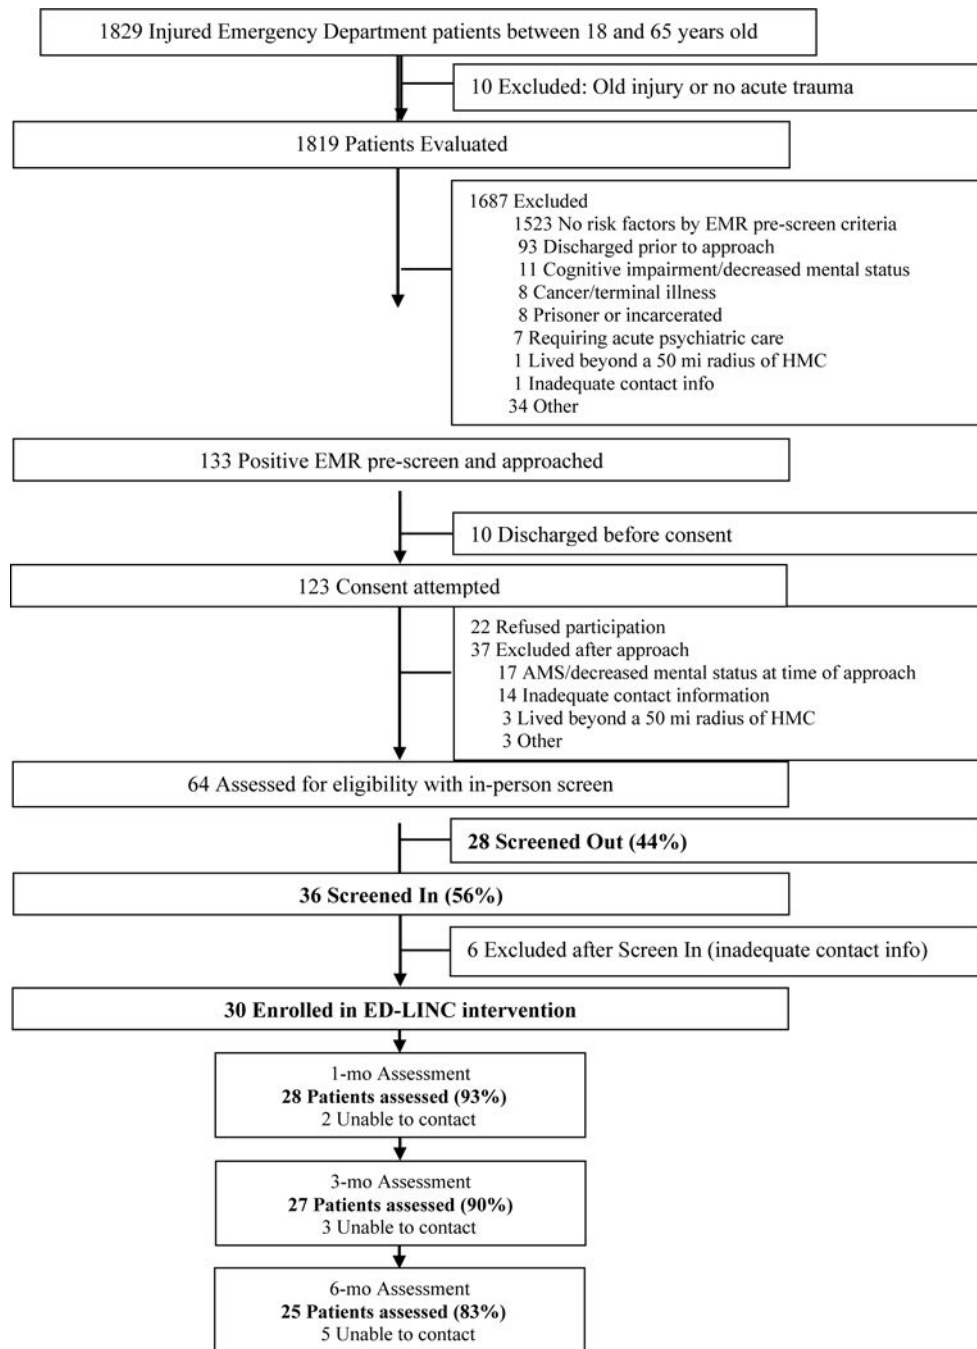 1829 Injured Emergency Department patients between 18 and 65 years old
10 Excluded: Old injury or no acute trauma
1819 Patients Evaluated
1687 Excluded
1523 No risk factors by EMR pre-screen criteria
93 Discharged prior to approach
11 Cognitive impairment/decreased mental status
8 Cancer/terminal illness
8 Prisoner or incarcerated
7 Requiring acute psychiatric care
1 Lived beyond a 50 mi radius of HMC
1 Inadequate contact info
34 Other
133 Positive EMR pre-screen and approached
10 Discharged before consent
123 Consent attempted
22 Refused participation
37 Excluded after approach
17 AMS/decreased mental status at time of approach
14 Inadequate contact information
3 Lived beyond a 50 mi radius of HMC
3 Other
64 Assessed for eligibility with in-person screen
28 Screened Out (44%)
36 Screened In (56%)
6 Excluded after Screen In (inadequate contact info)
30 Enrolled in ED-LINC intervention
1-mo Assessment
28 Patients assessed (93%)
2 Unable to contact
3-mo Assessment
27 Patients assessed (90%)
3 Unable to contact
6-mo Assessment
25 Patients assessed (83%)
5 Unable to contact